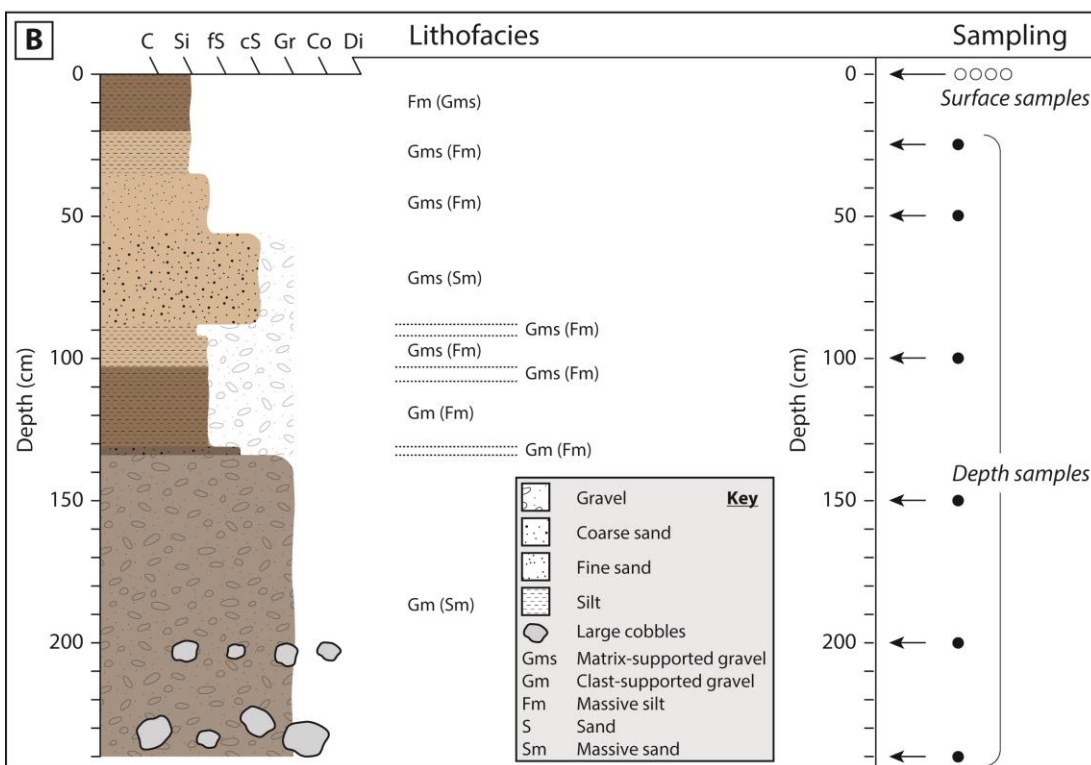 B
C Si fS cS Gr Co Di
Lithofacies
Sampling
Depth (cm)
0
50
100
150
200
Fm (Gms)
Gms (Fm)
Gms (Fm)
Gms (Sm)
Gms (Fm)
Gms (Fm)
Gms (Fm)
Gm (Fm)
Gm (Fm)
Gm (Sm)
Key
Gravel
Coarse sand
Fine sand
Silt
Large cobbles
Gms Matrix-supported gravel
Gm Clast-supported gravel
Fm Massive silt
S Sand
Sm Massive sand
Depth (cm)
0
50
100
150
200
Surface samples
Depth samples